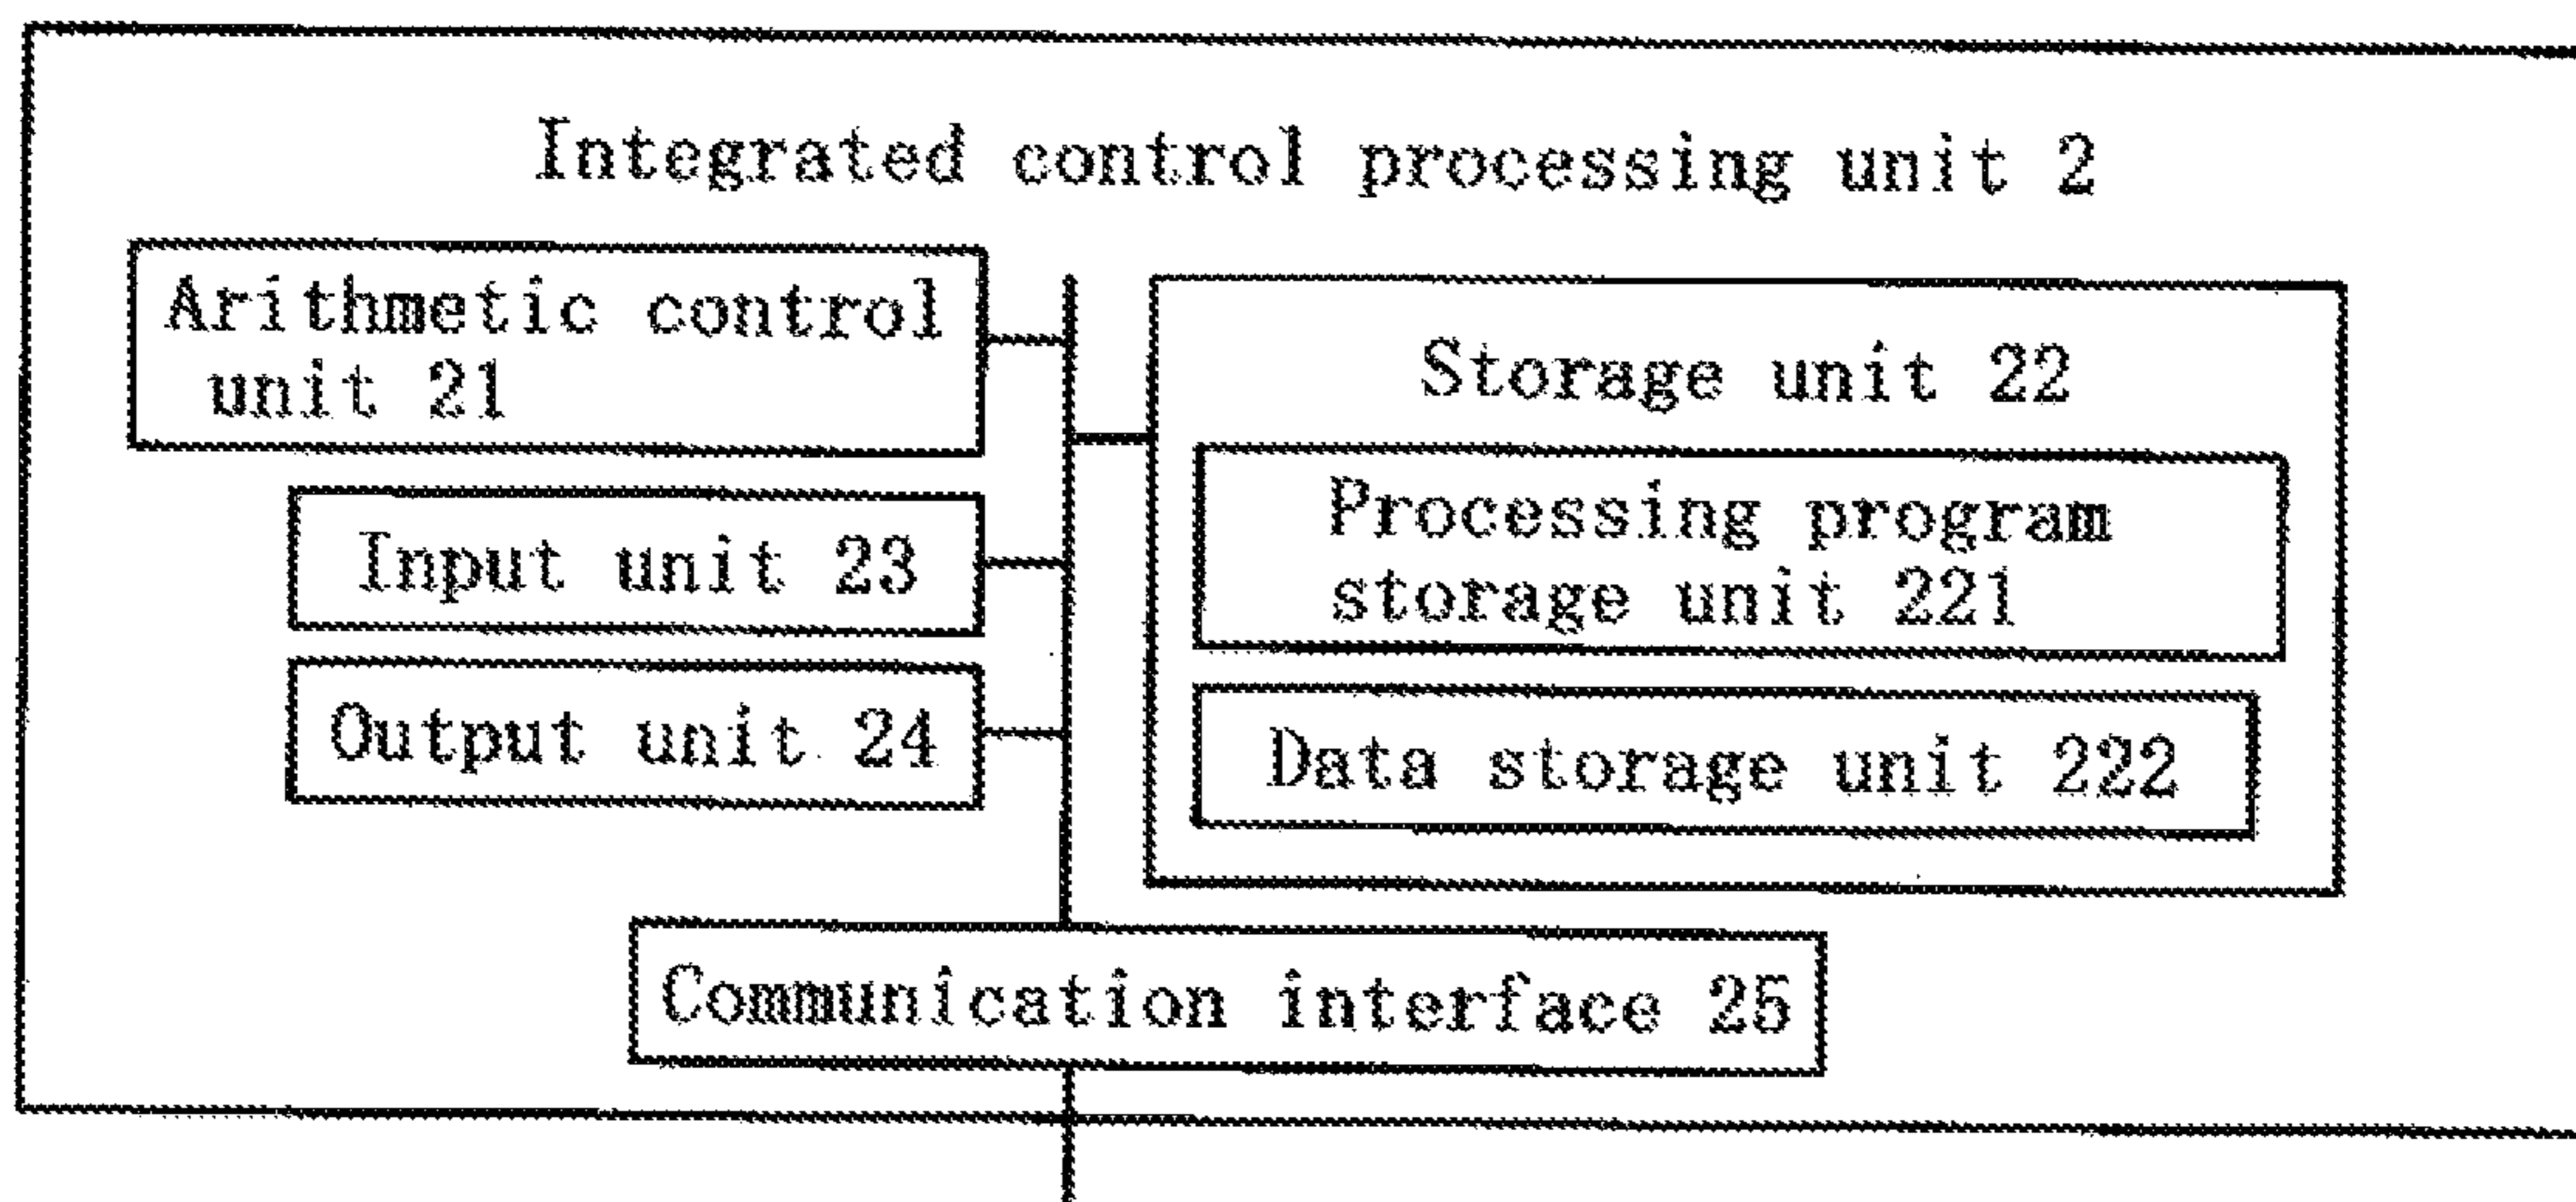 Integrated control processing unit 2
Arithmetic control
unit 21
Storage unit 22
Input unit 23
Processing program
storage unit 221
Output unit 24
Data storage unit 222
Communication interface 25